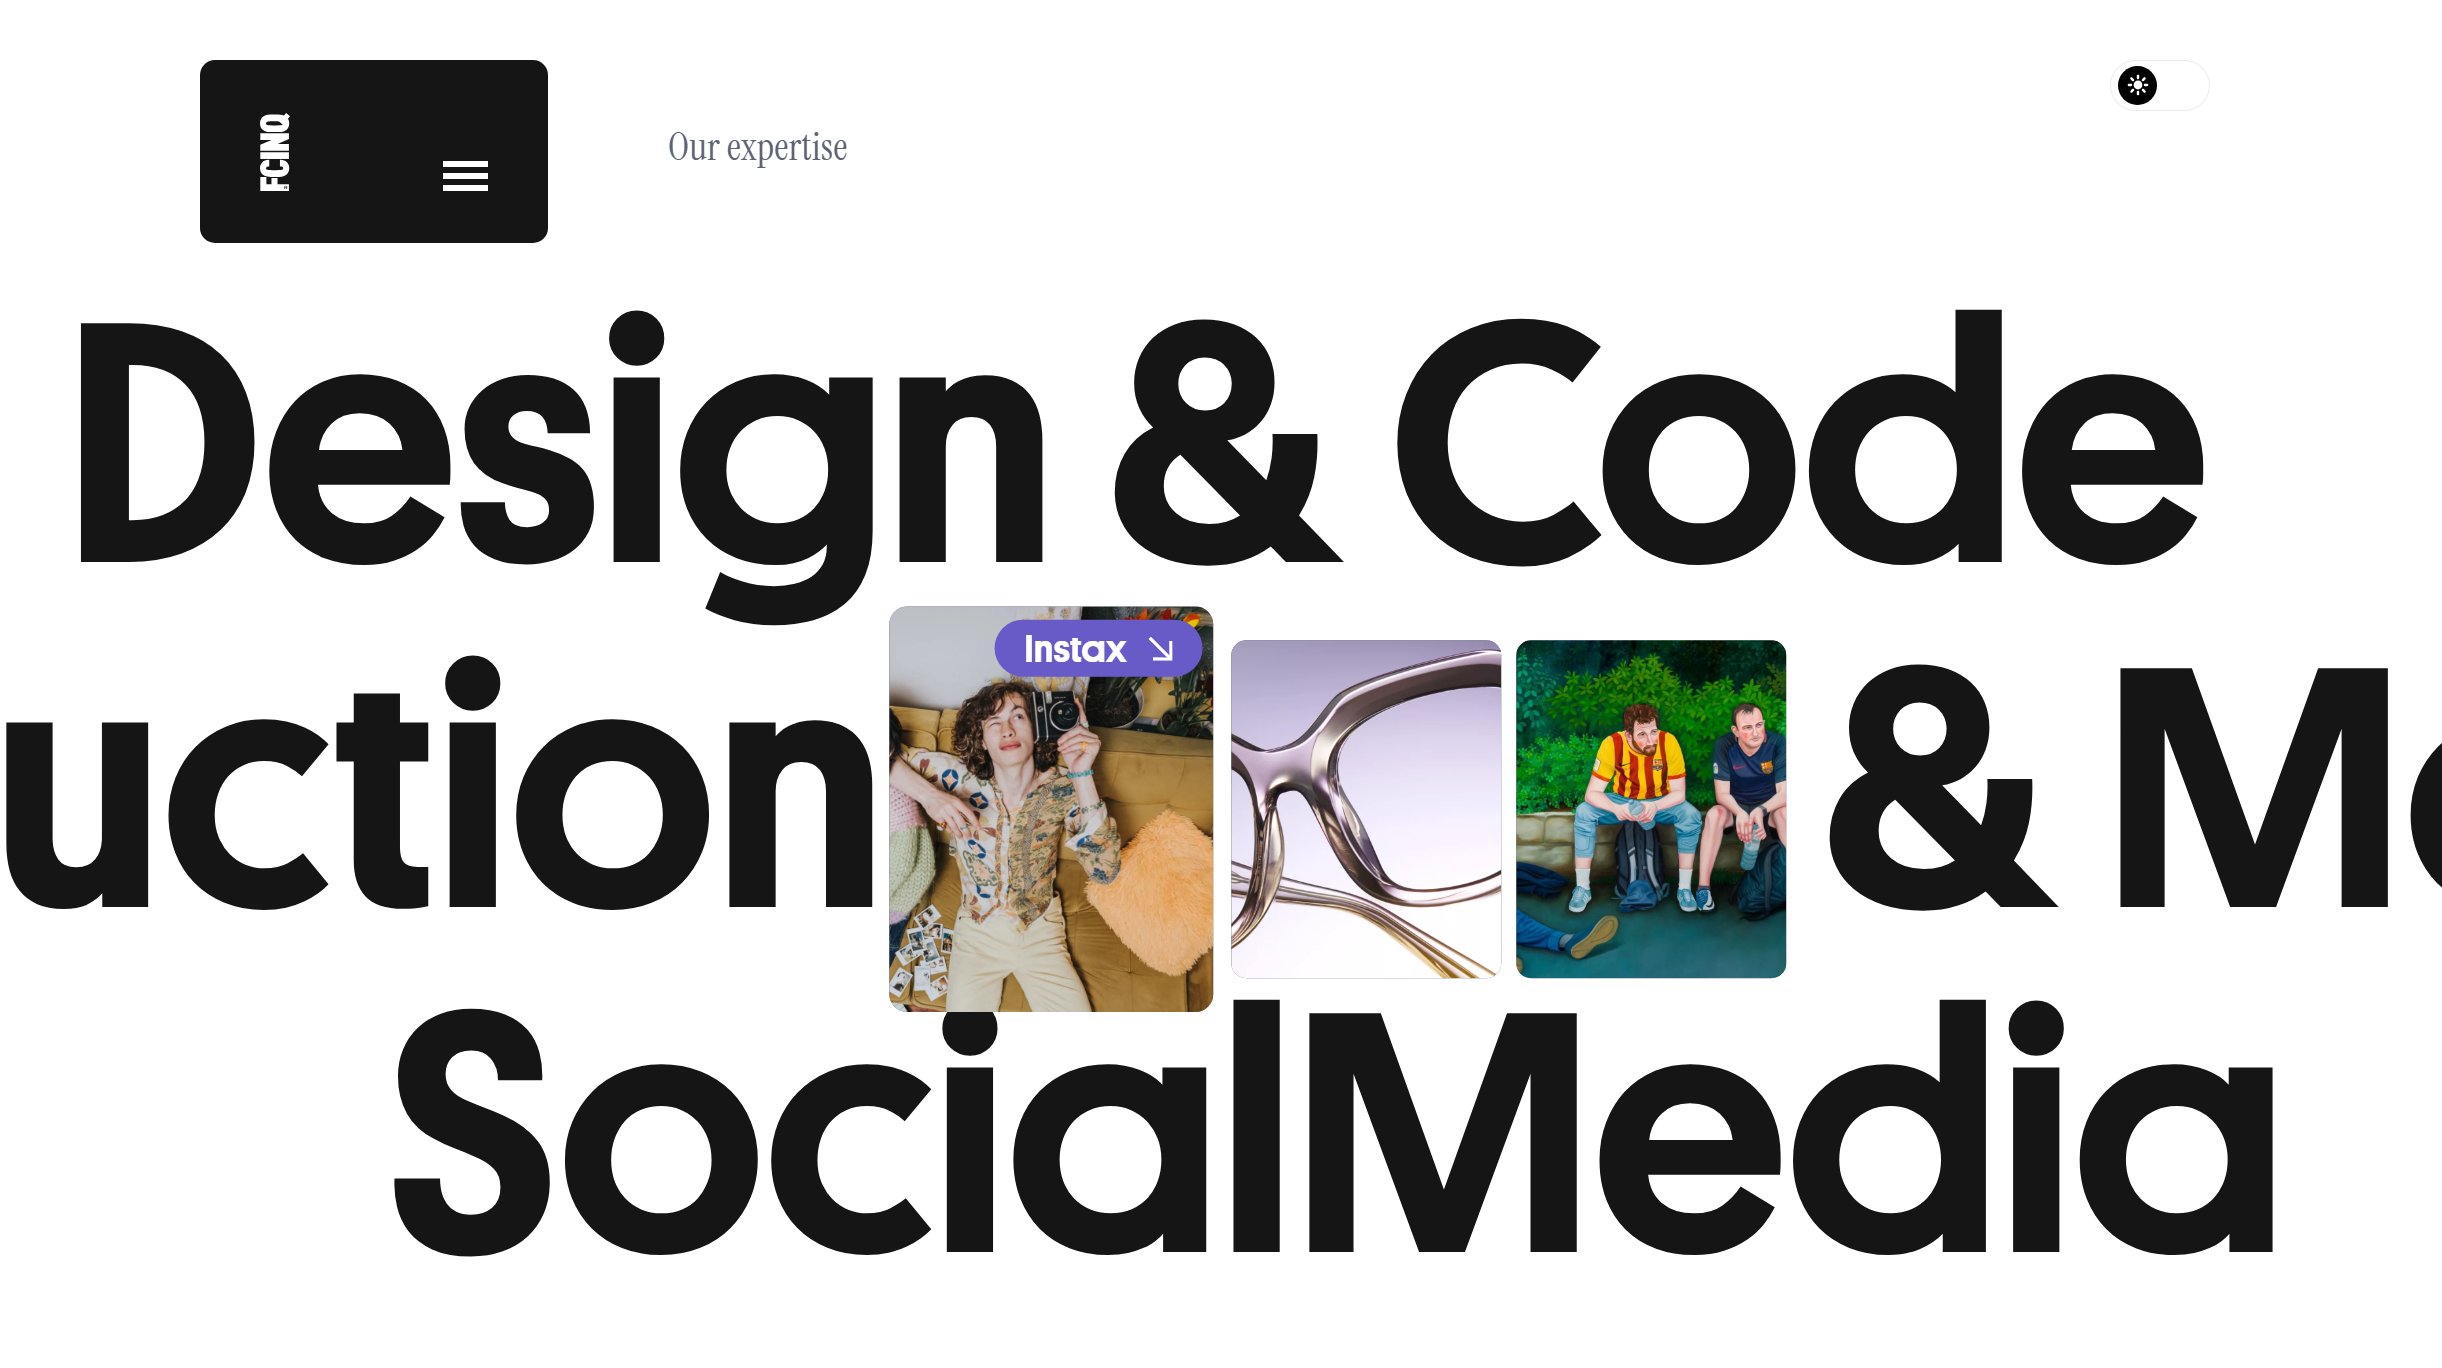 FCINQ
Our expertise
Design & Code
Instax
uction & M
SocialMedia